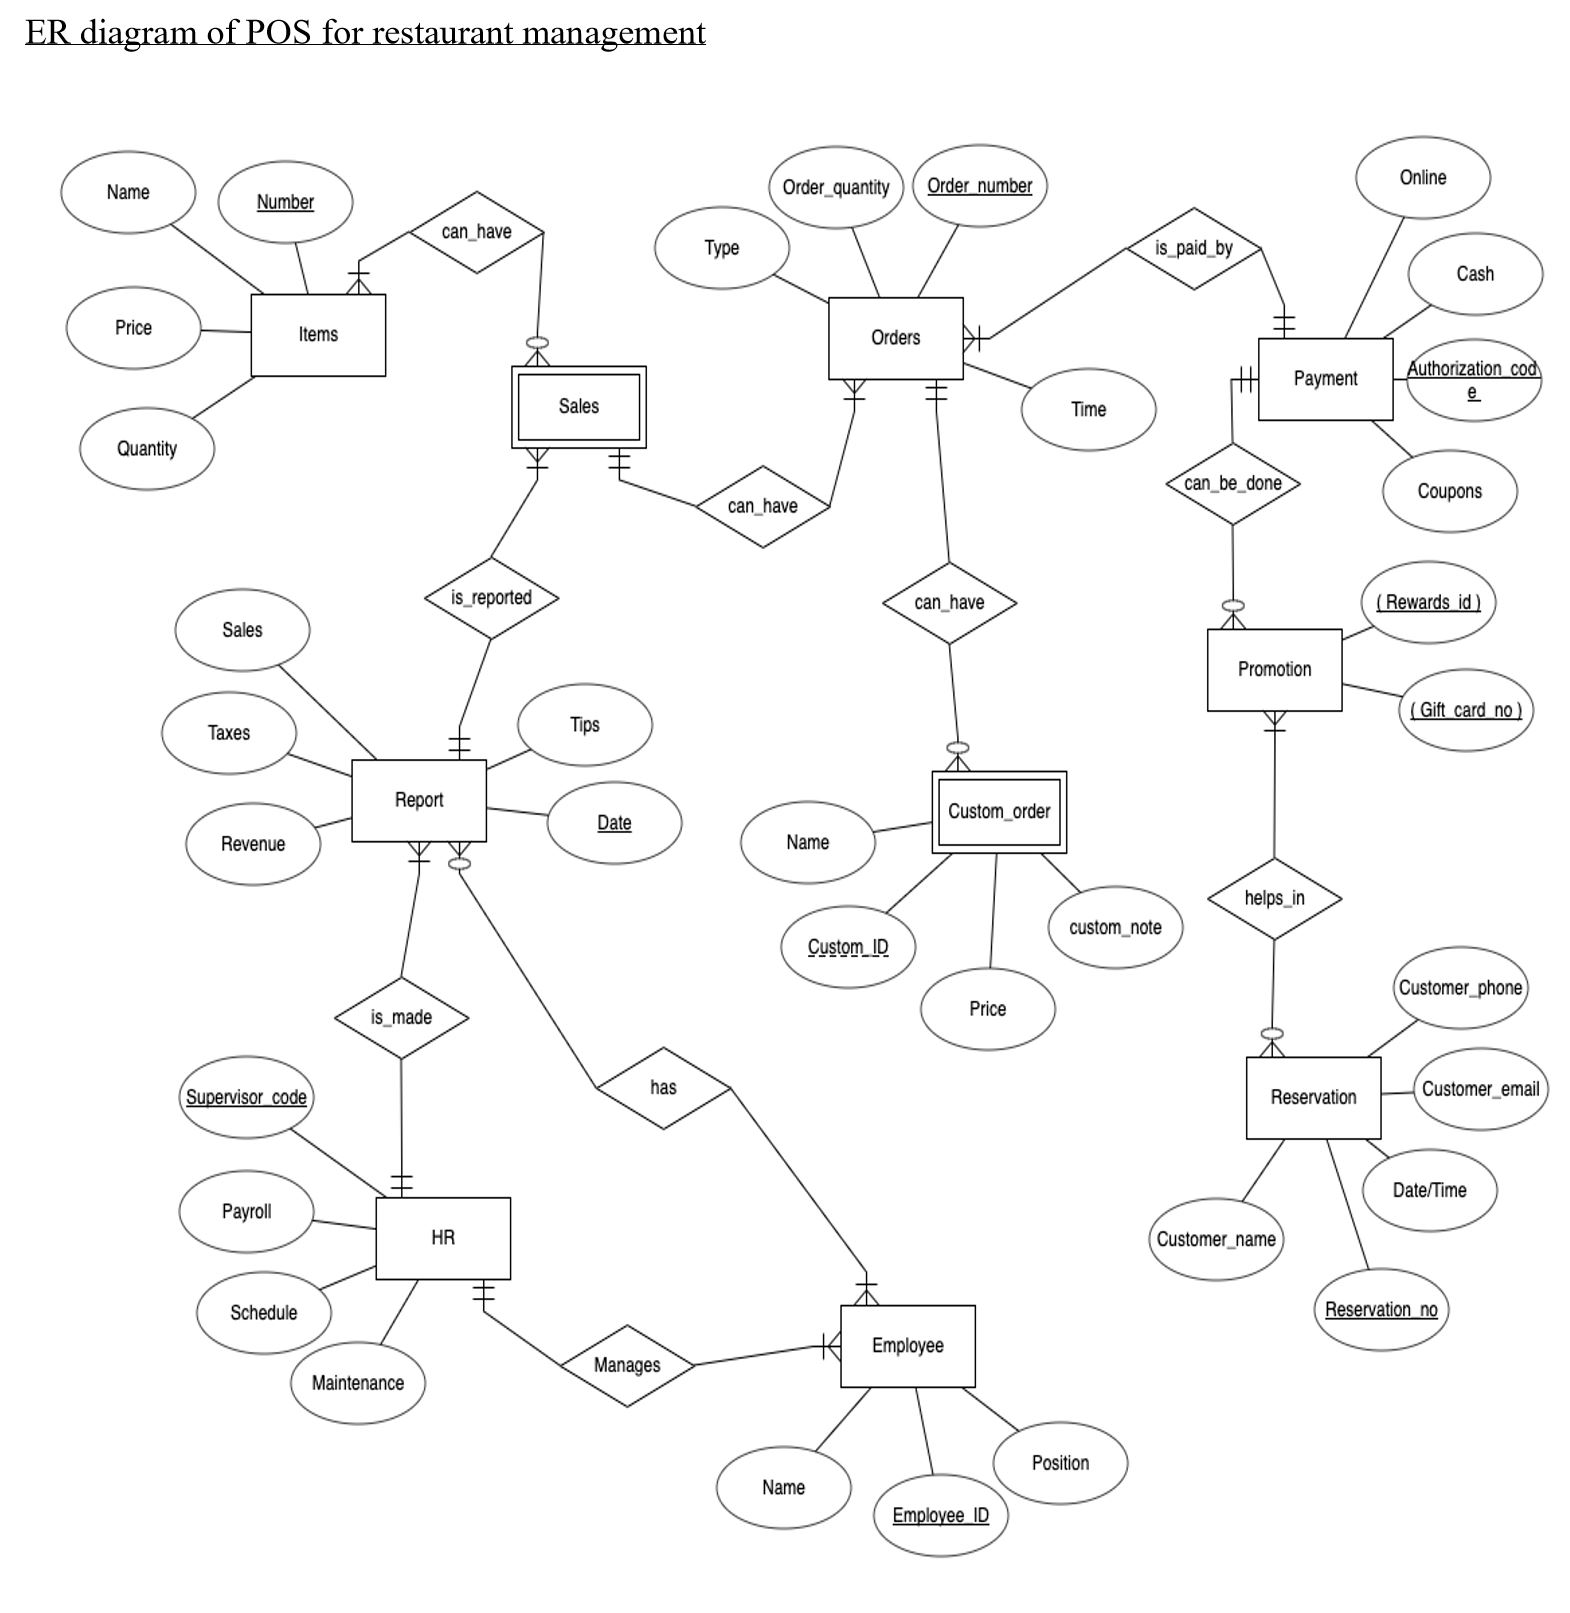 ER diagram of POS for restaurant management
Name
Number
can_have
Price
Items
Quantity
Sales
Order_quantity
Order_number
Type
Orders
Time
is_paid_by
Online
Cash
Payment
Authorization_cod
e
Coupons
can_be_done
can_have
is_reported
can_have
( Rewards_id )
Promotion
( Gift_card_no )
Sales
Taxes
Revenue
Report
Tips
Date
Custom_order
Name
Custom_ID
Price
custom_note
helps_in
is_made
has
Customer_phone
Reservation
Customer_email
Date/Time
Customer_name
Reservation_no
Supervisor_code
Payroll
HR
Schedule
Maintenance
Manages
Employee
Name
Employee_ID
Position